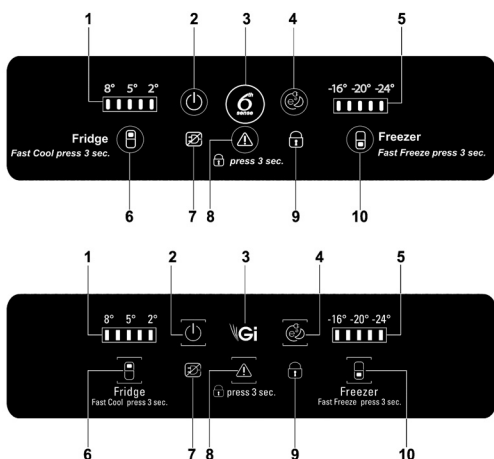 1 2 3 4 5
8° 5° 2°
6th
sense
-16° -20° -24°
Fridge
Fast Cool press 3 sec.
press 3 sec.
Freezer
Fast Freeze press 3 sec.
6 7 8 9 10
1 2 3 4 5
8° 5° 2°
Gi
-16° -20° -24°
Fridge
Fast Cool press 3 sec.
press 3 sec.
Freezer
Fast Freeze press 3 sec.
6 7 8 9 10